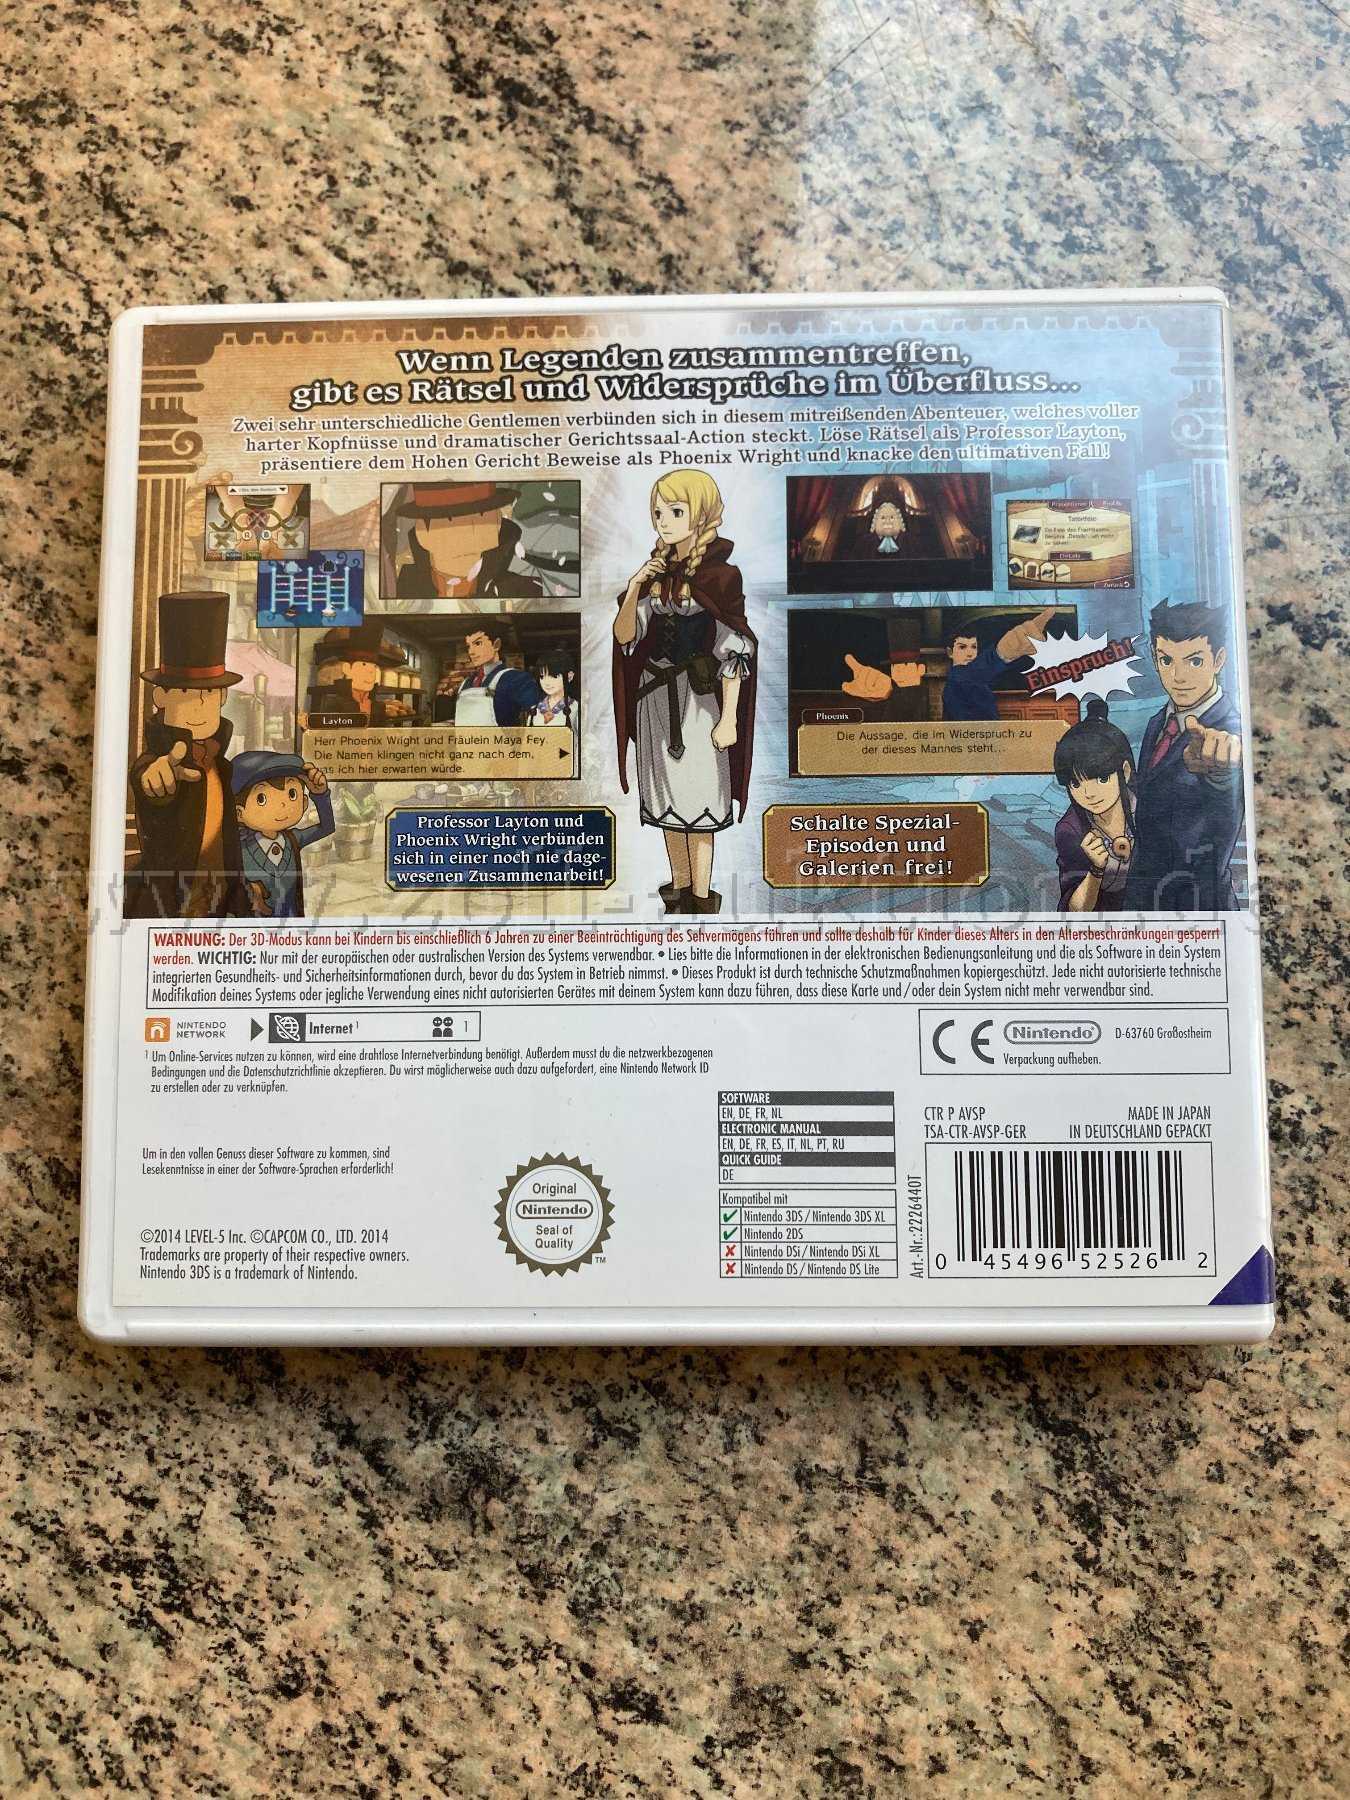 Wenn Legenden zusammentreffen,
gibt es Rätsel und Widersprüche im Überfluss...
Zwei sehr unterschiedliche Gentlemen verbünden sich in diesem mitreißenden Abenteuer, welches voller
harter Kopfnüsse und dramatischer Gerichtssaal-Action steckt. Löse Rätsel als Professor Layton,
präsentiere dem Hohen Gericht Beweise als Phoenix Wright und knacke den ultimativen Fall!
Präsentieren
Profile
Tatortfoto
Details
Zurück
Layton
Herr Phoenix Wright und Fräulein Maya Fey.
Die Namen klingen nicht ganz nach dem,
was ich hier erwarten würde.
Einspruch!
Phoenix
Die Aussage, die im Widerspruch zu
der dieses Mannes steht...
Professor Layton und
Phoenix Wright verbünden
sich in einer noch nie dage-
wesenen Zusammenarbeit!
Schalte Spezial-
Episoden und
Galerien frei!
www.zoll-auktion.de
WARNUNG: Der 3D-Modus kann bei Kindern bis einschließlich 6 Jahren zu einer Beeinträchtigung des Sehvermögens führen und sollte deshalb für Kinder dieses Alters in den Altersbeschränkungen gesperrt
werden. WICHTIG: Nur mit der europäischen oder australischen Version des Systems verwendbar. • Lies bitte die Informationen in der elektronischen Bedienungsanleitung und die als Software in dein System
integrierten Gesundheits- und Sicherheitsinformationen durch, bevor du das System in Betrieb nimmst. • Dieses Produkt ist durch technische Schutzmaßnahmen kopiergeschützt. Jede nicht autorisierte technische
Modifikation deines Systems oder jegliche Verwendung eines nicht autorisierten Gerätes mit deinem System kann dazu führen, dass diese Karte und/oder dein System nicht mehr verwendbar sind.
NINTENDO
NETWORK
Internet¹
1
¹ Um Online-Services nutzen zu können, wird eine drahtlose Internetverbindung benötigt. Außerdem musst du die netzwerkbezogenen
Bedingungen und die Datenschutzrichtlinie akzeptieren. Du wirst möglicherweise auch dazu aufgefordert, eine Nintendo Network ID
zu erstellen oder zu verknüpfen.
CE
Nintendo
D-63760 Großostheim
Verpackung aufheben.
Um in den vollen Genuss dieser Software zu kommen, sind
Lesekenntnisse in einer der Software-Sprachen erforderlich!
©2014 LEVEL-5 Inc. ©CAPCOM CO., LTD. 2014
Trademarks are property of their respective owners.
Nintendo 3DS is a trademark of Nintendo.
Original
Nintendo
Seal of
Quality
TM
SOFTWARE
EN, DE, FR, NL
ELECTRONIC MANUAL
EN, DE, FR, ES, IT, NL, PT, RU
QUICK GUIDE
DE
Kompatibel mit
Nintendo 3DS / Nintendo 3DS XL
Nintendo 2DS
Nintendo DSi / Nintendo DSi XL
Nintendo DS / Nintendo DS Lite
CTR P AVSP
MADE IN JAPAN
TSA-CTR-AVSP-GER
IN DEUTSCHLAND GEPACKT
Art.-Nr.:2226440T
0 45496 52526 2